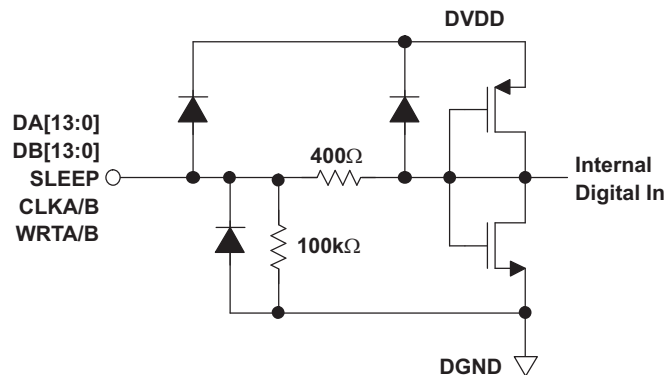 DVDD
DA[13:0]
DB[13:0]
SLEEP
CLKA/B
WRTA/B
400Ω
100kΩ
Internal
Digital In
DGND